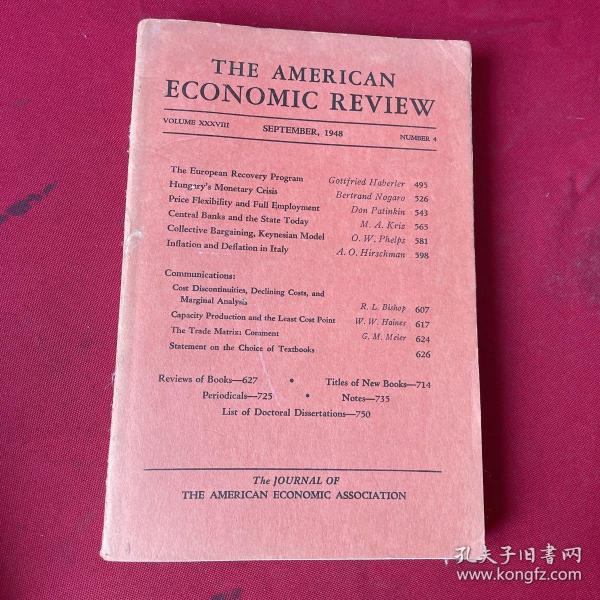 THE AMERICAN
ECONOMIC REVIEW
VOLUME XXXVIII SEPTEMBER, 1948 NUMBER 4
The European Recovery Program Gottfried Haberler 495
Hungary's Monetary Crisis Bertrand Nogaro 526
Price Flexibility and Full Employment Don Patinkin 543
Central Banks and the State Today M. A. Kriz 565
Collective Bargaining, Keynesian Model O. W. Phelps 581
Inflation and Deflation in Italy A. O. Hirschman 598
Communications:
Cost Discontinuities, Declining Costs, and
Marginal Analysis R. L. Bishop 607
Capacity Production and the Least Cost Point W. W. Haines 617
The Trade Matrix: Comment G. M. Meier 624
Statement on the Choice of Textbooks 626
Reviews of Books—627 • Titles of New Books—714
Periodicals—725 • Notes—735
List of Doctoral Dissertations—750
The JOURNAL OF
THE AMERICAN ECONOMIC ASSOCIATION
孔夫子旧書网
www.kongfz.com